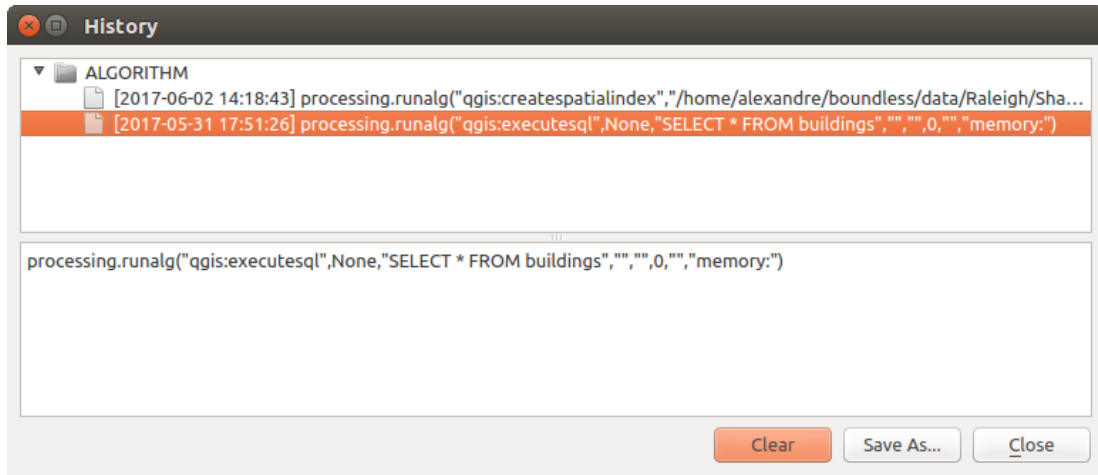 History
ALGORITHM
[2017-06-02 14:18:43] processing.runalg("qgis:createspatialindex","/home/alexandre/boundless/data/Raleigh/Sha...
[2017-05-31 17:51:26] processing.runalg("qgis:executesql",None,"SELECT * FROM buildings","","",0,"","memory:")
processing.runalg("qgis:executesql",None,"SELECT * FROM buildings","","",0,"","memory:")
Clear Save As... Close